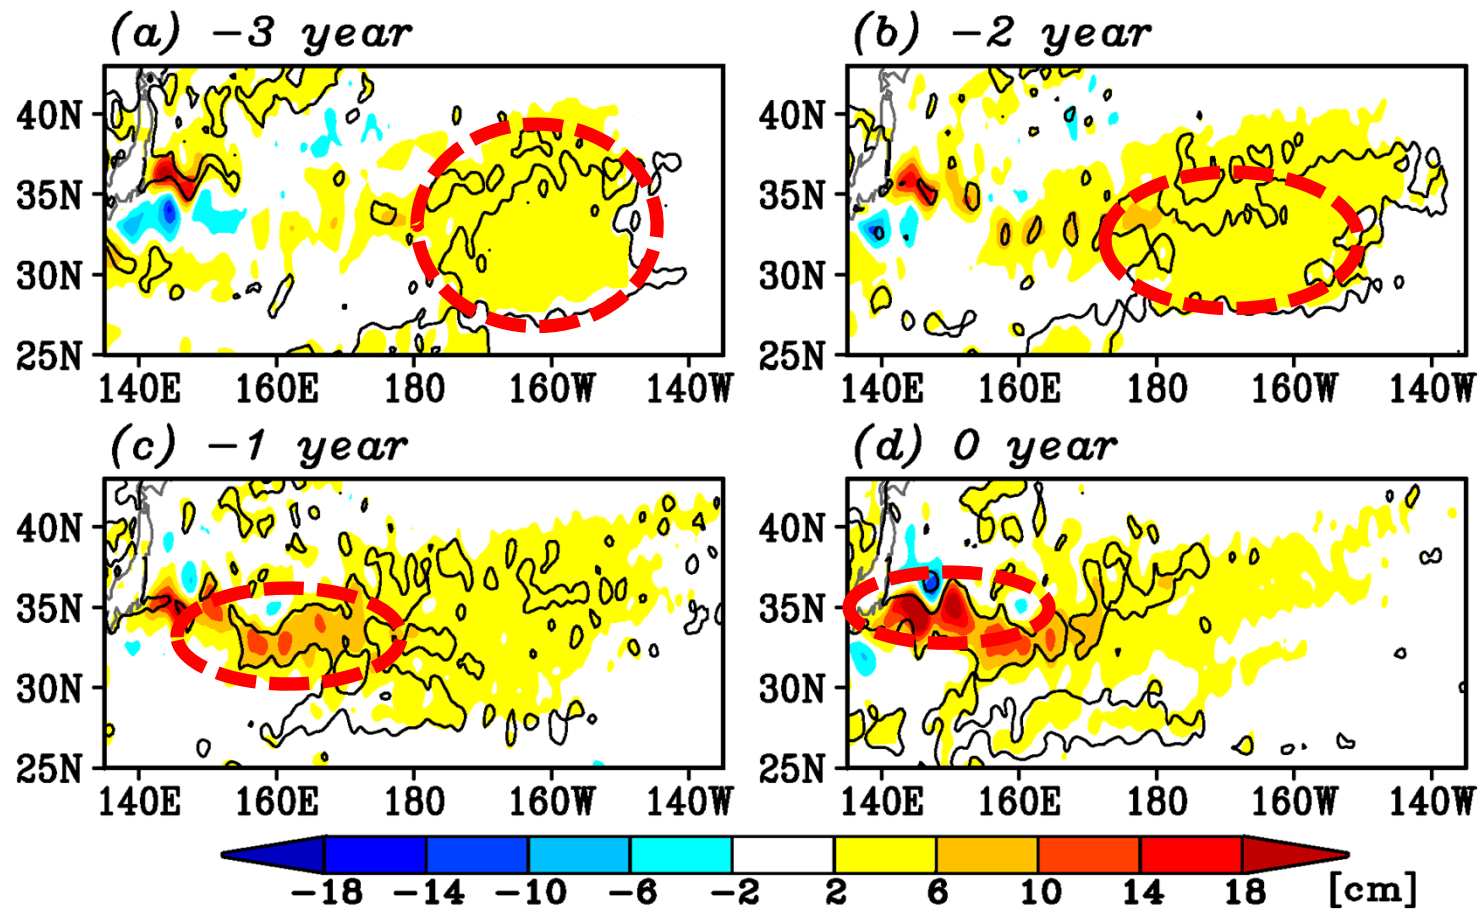 (a) −3 year
(b) −2 year
40N
35N
30N
25N
140E 160E 180 160W 140W
40N
35N
30N
25N
140E 160E 180 160W 140W
(c) −1 year
(d) 0 year
40N
35N
30N
25N
140E 160E 180 160W 140W
40N
35N
30N
25N
140E 160E 180 160W 140W
−18 −14 −10 −6 −2 2 6 10 14 18 [cm]